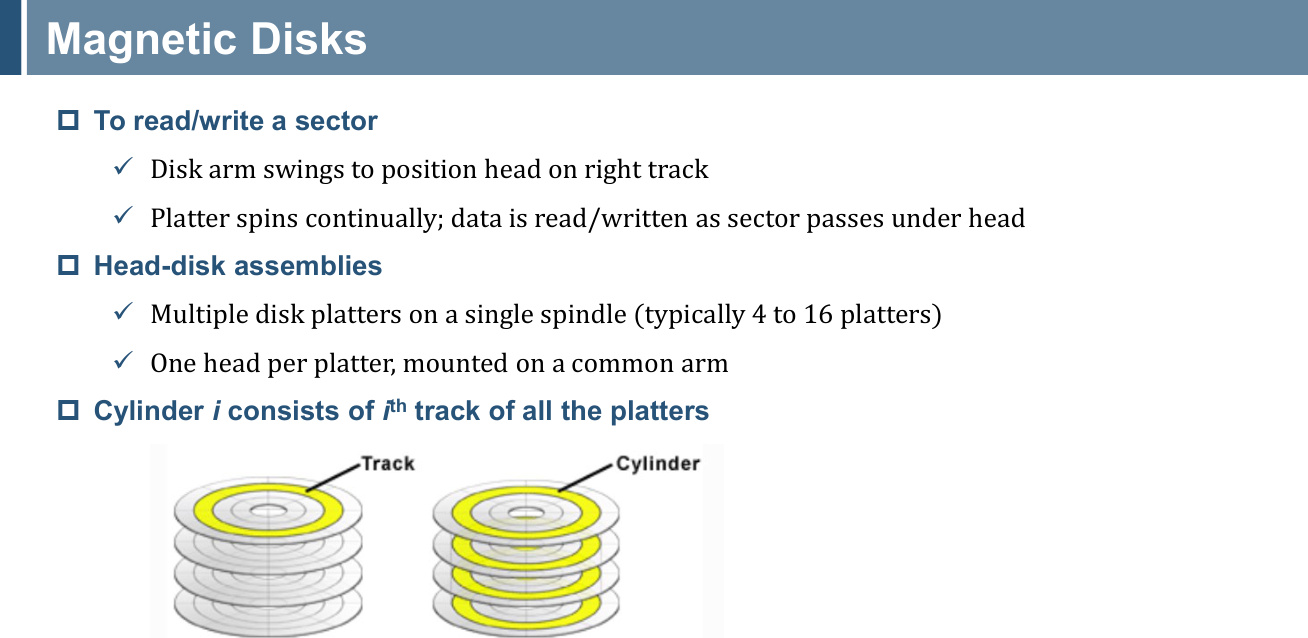 Magnetic Disks
To read/write a sector
✓ Disk arm swings to position head on right track
✓ Platter spins continually; data is read/written as sector passes under head
Head-disk assemblies
✓ Multiple disk platters on a single spindle (typically 4 to 16 platters)
✓ One head per platter, mounted on a common arm
Cylinder i consists of ith track of all the platters
Track
Cylinder